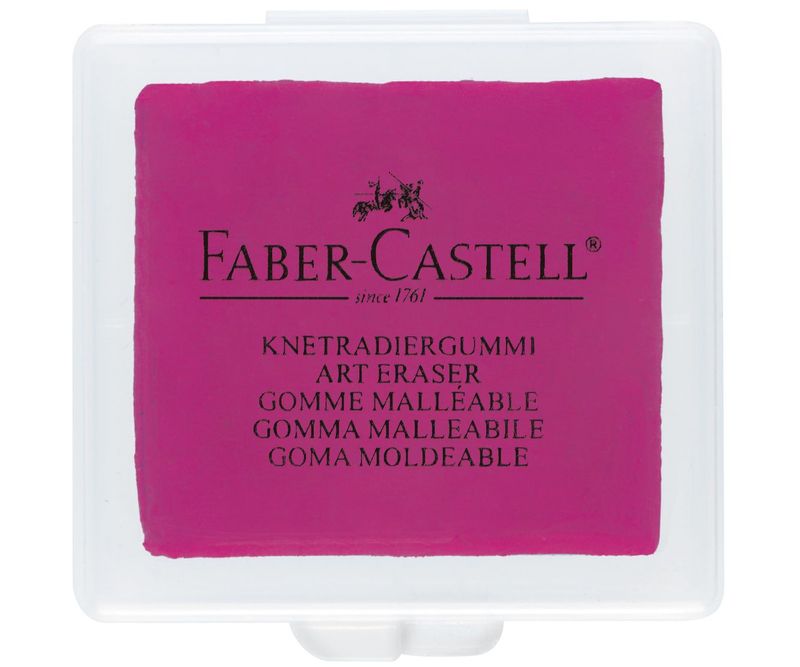 FABER-CASTELL®
since 1761
KNETRADIERGUMMI
ART ERASER
GOMME MALLÉABLE
GOMMA MALLEABILE
GOMA MOLDEABLE